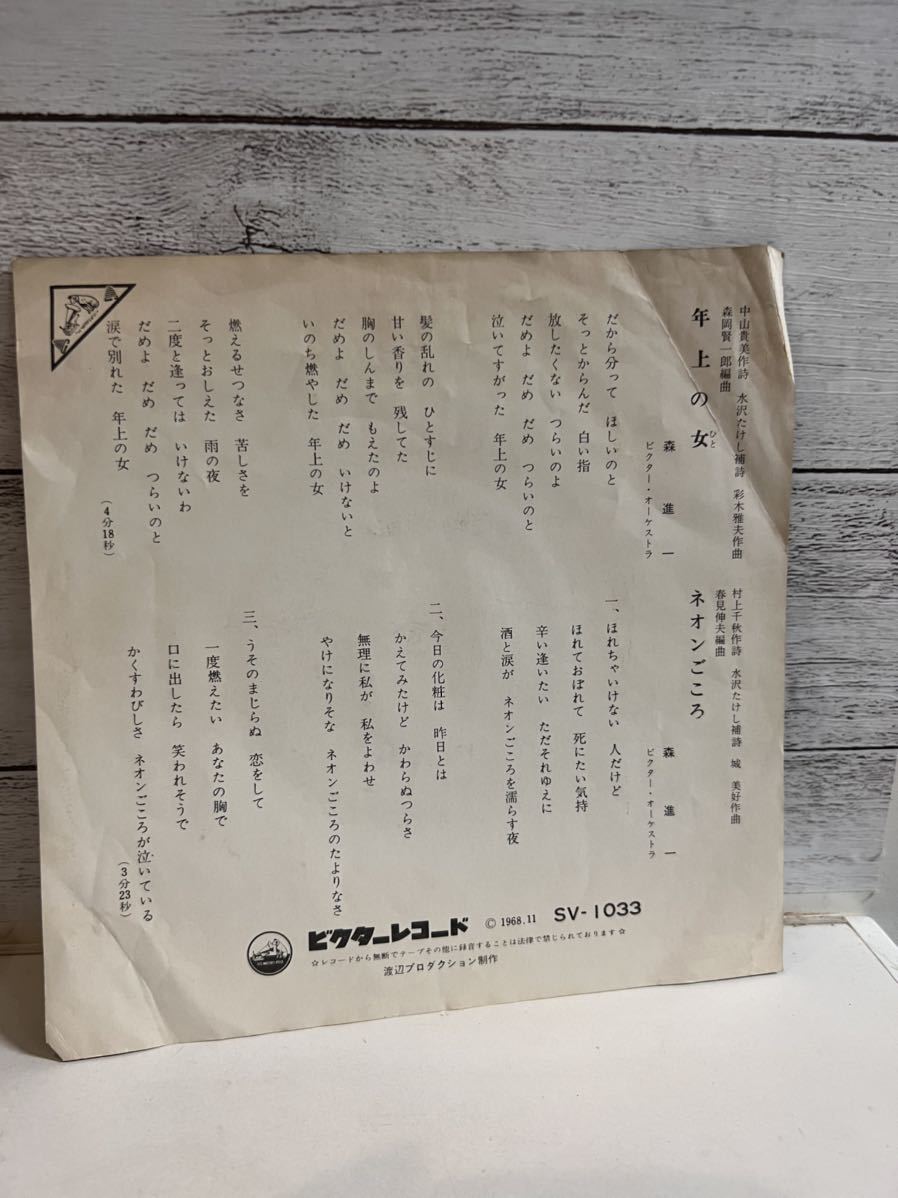 中山貴美作詩 水沢たけし補詩 彩木雅夫作曲
森岡賢一郎編曲
年上の女
ひと
森進一
ビクター・オーケストラ
だから分って ほしいのと
そっとからんだ 白い指
放したくない つらいのよ
だめよ だめ だめ つらいのと
泣いてすがった 年上の女
髪の乱れの ひとすじに
甘い香りを 残してた
胸のしんまで もえたのよ
だめよ だめ だめ いけないと
いのち燃やした 年上の女
燃えるせつなさ 苦しさを
そっとおしえた 雨の夜
二度と逢っては いけないわ
だめよ だめ だめ つらいのと
涙で別れた 年上の女
(4分18秒)
村上千秋作詩 水沢たけし補詩 城 美好作曲
春見伸夫編曲
ネオンごころ
森進一
ビクター・オーケストラ
一、ほれちゃいけない 人だけど
ほれておぼれて 死にたい気持
辛い逢いたい ただそれゆえに
酒と涙が ネオンごころを濡らす夜
二、今日の化粧は 昨日とは
かえてみたけど かわらぬつらさ
無理に私が 私をよわせ
やけになりそな ネオンごころのたよりなさ
三、うそのまじらぬ 恋をして
一度燃えたい あなたの胸で
口に出したら 笑われそうで
かくすわびしさ ネオンごころが泣いている
(3分23秒)
ビクターレコード © 1968.11 SV-1033
☆レコードから無断でテープその他に録音することは法律で禁じられております☆
渡辺プロダクション制作